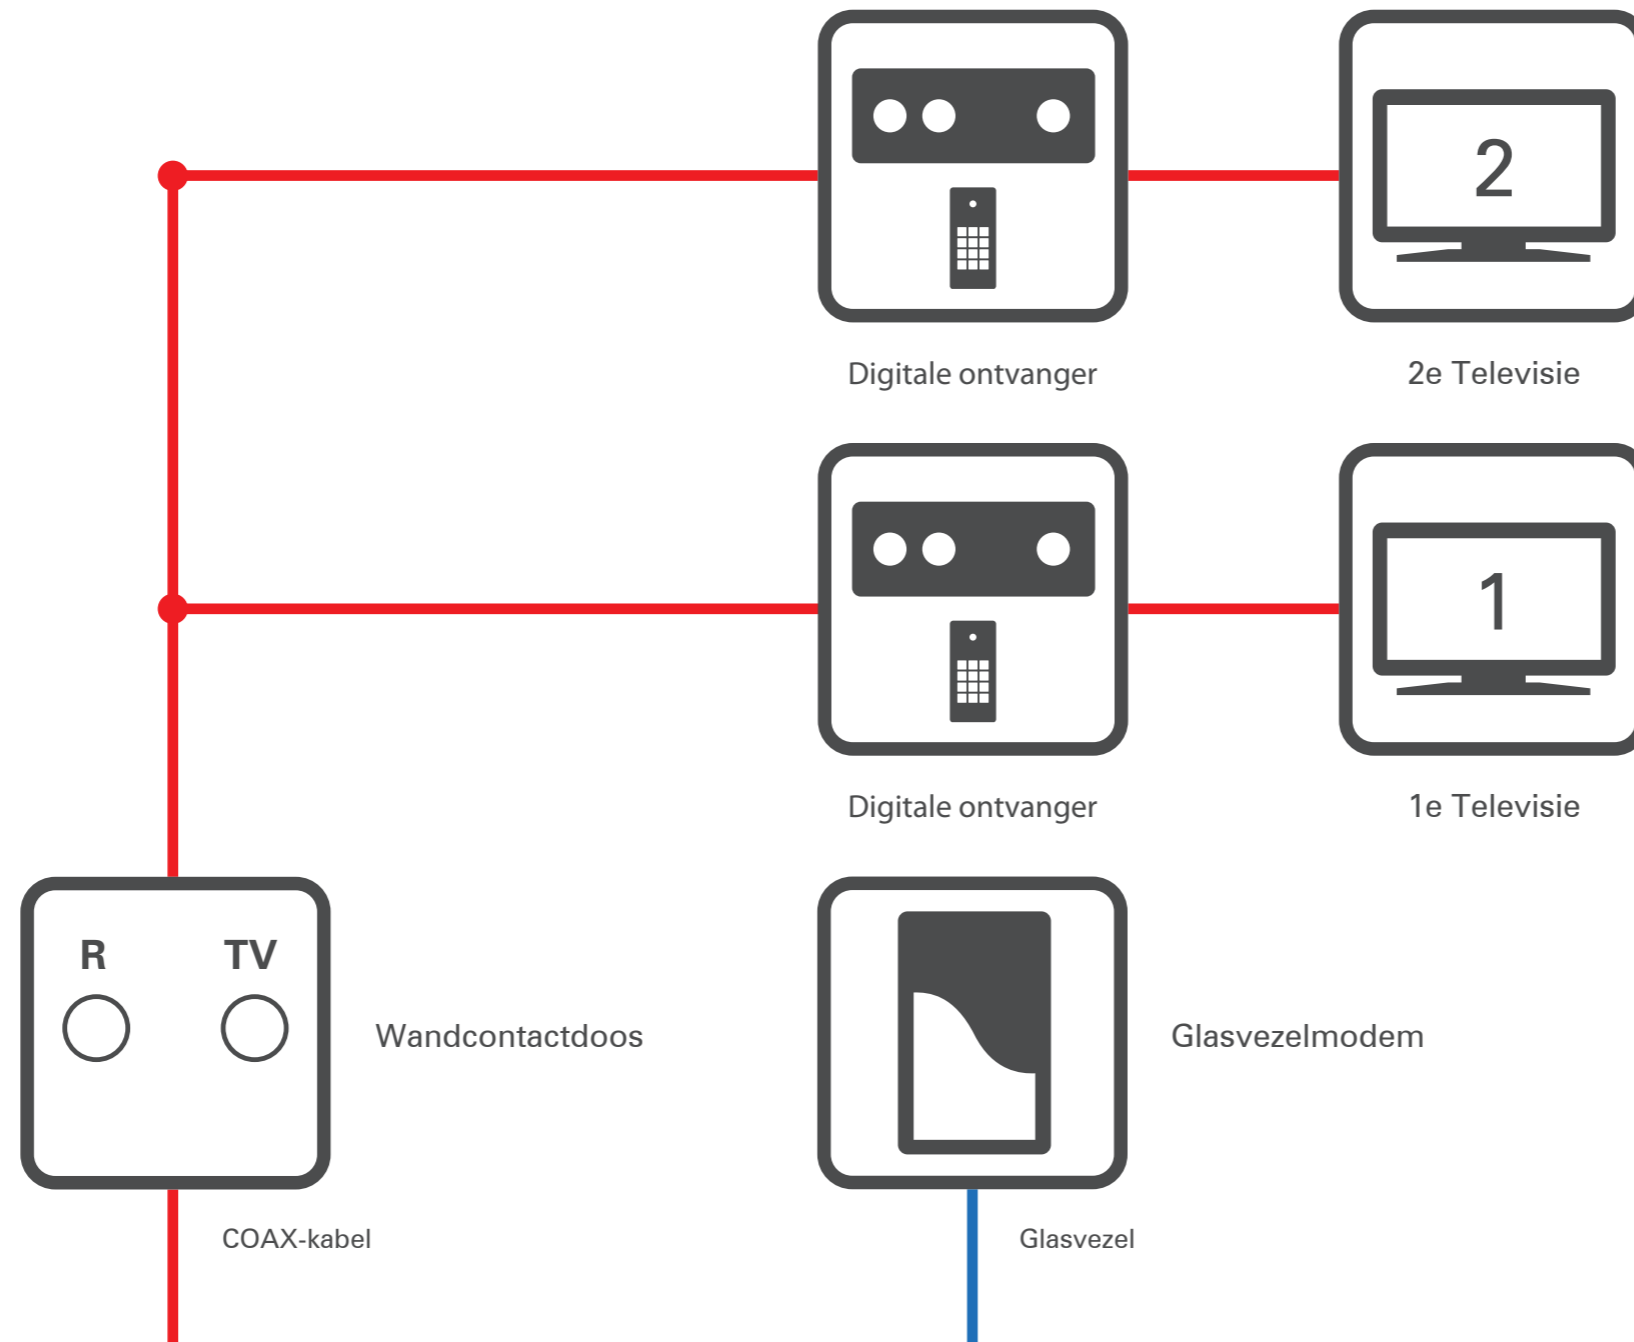 2
Digitale ontvanger
2e Televisie
1
Digitale ontvanger
1e Televisie
R
TV
Wandcontactdoos
Glasvezelmodem
COAX-kabel
Glasvezel